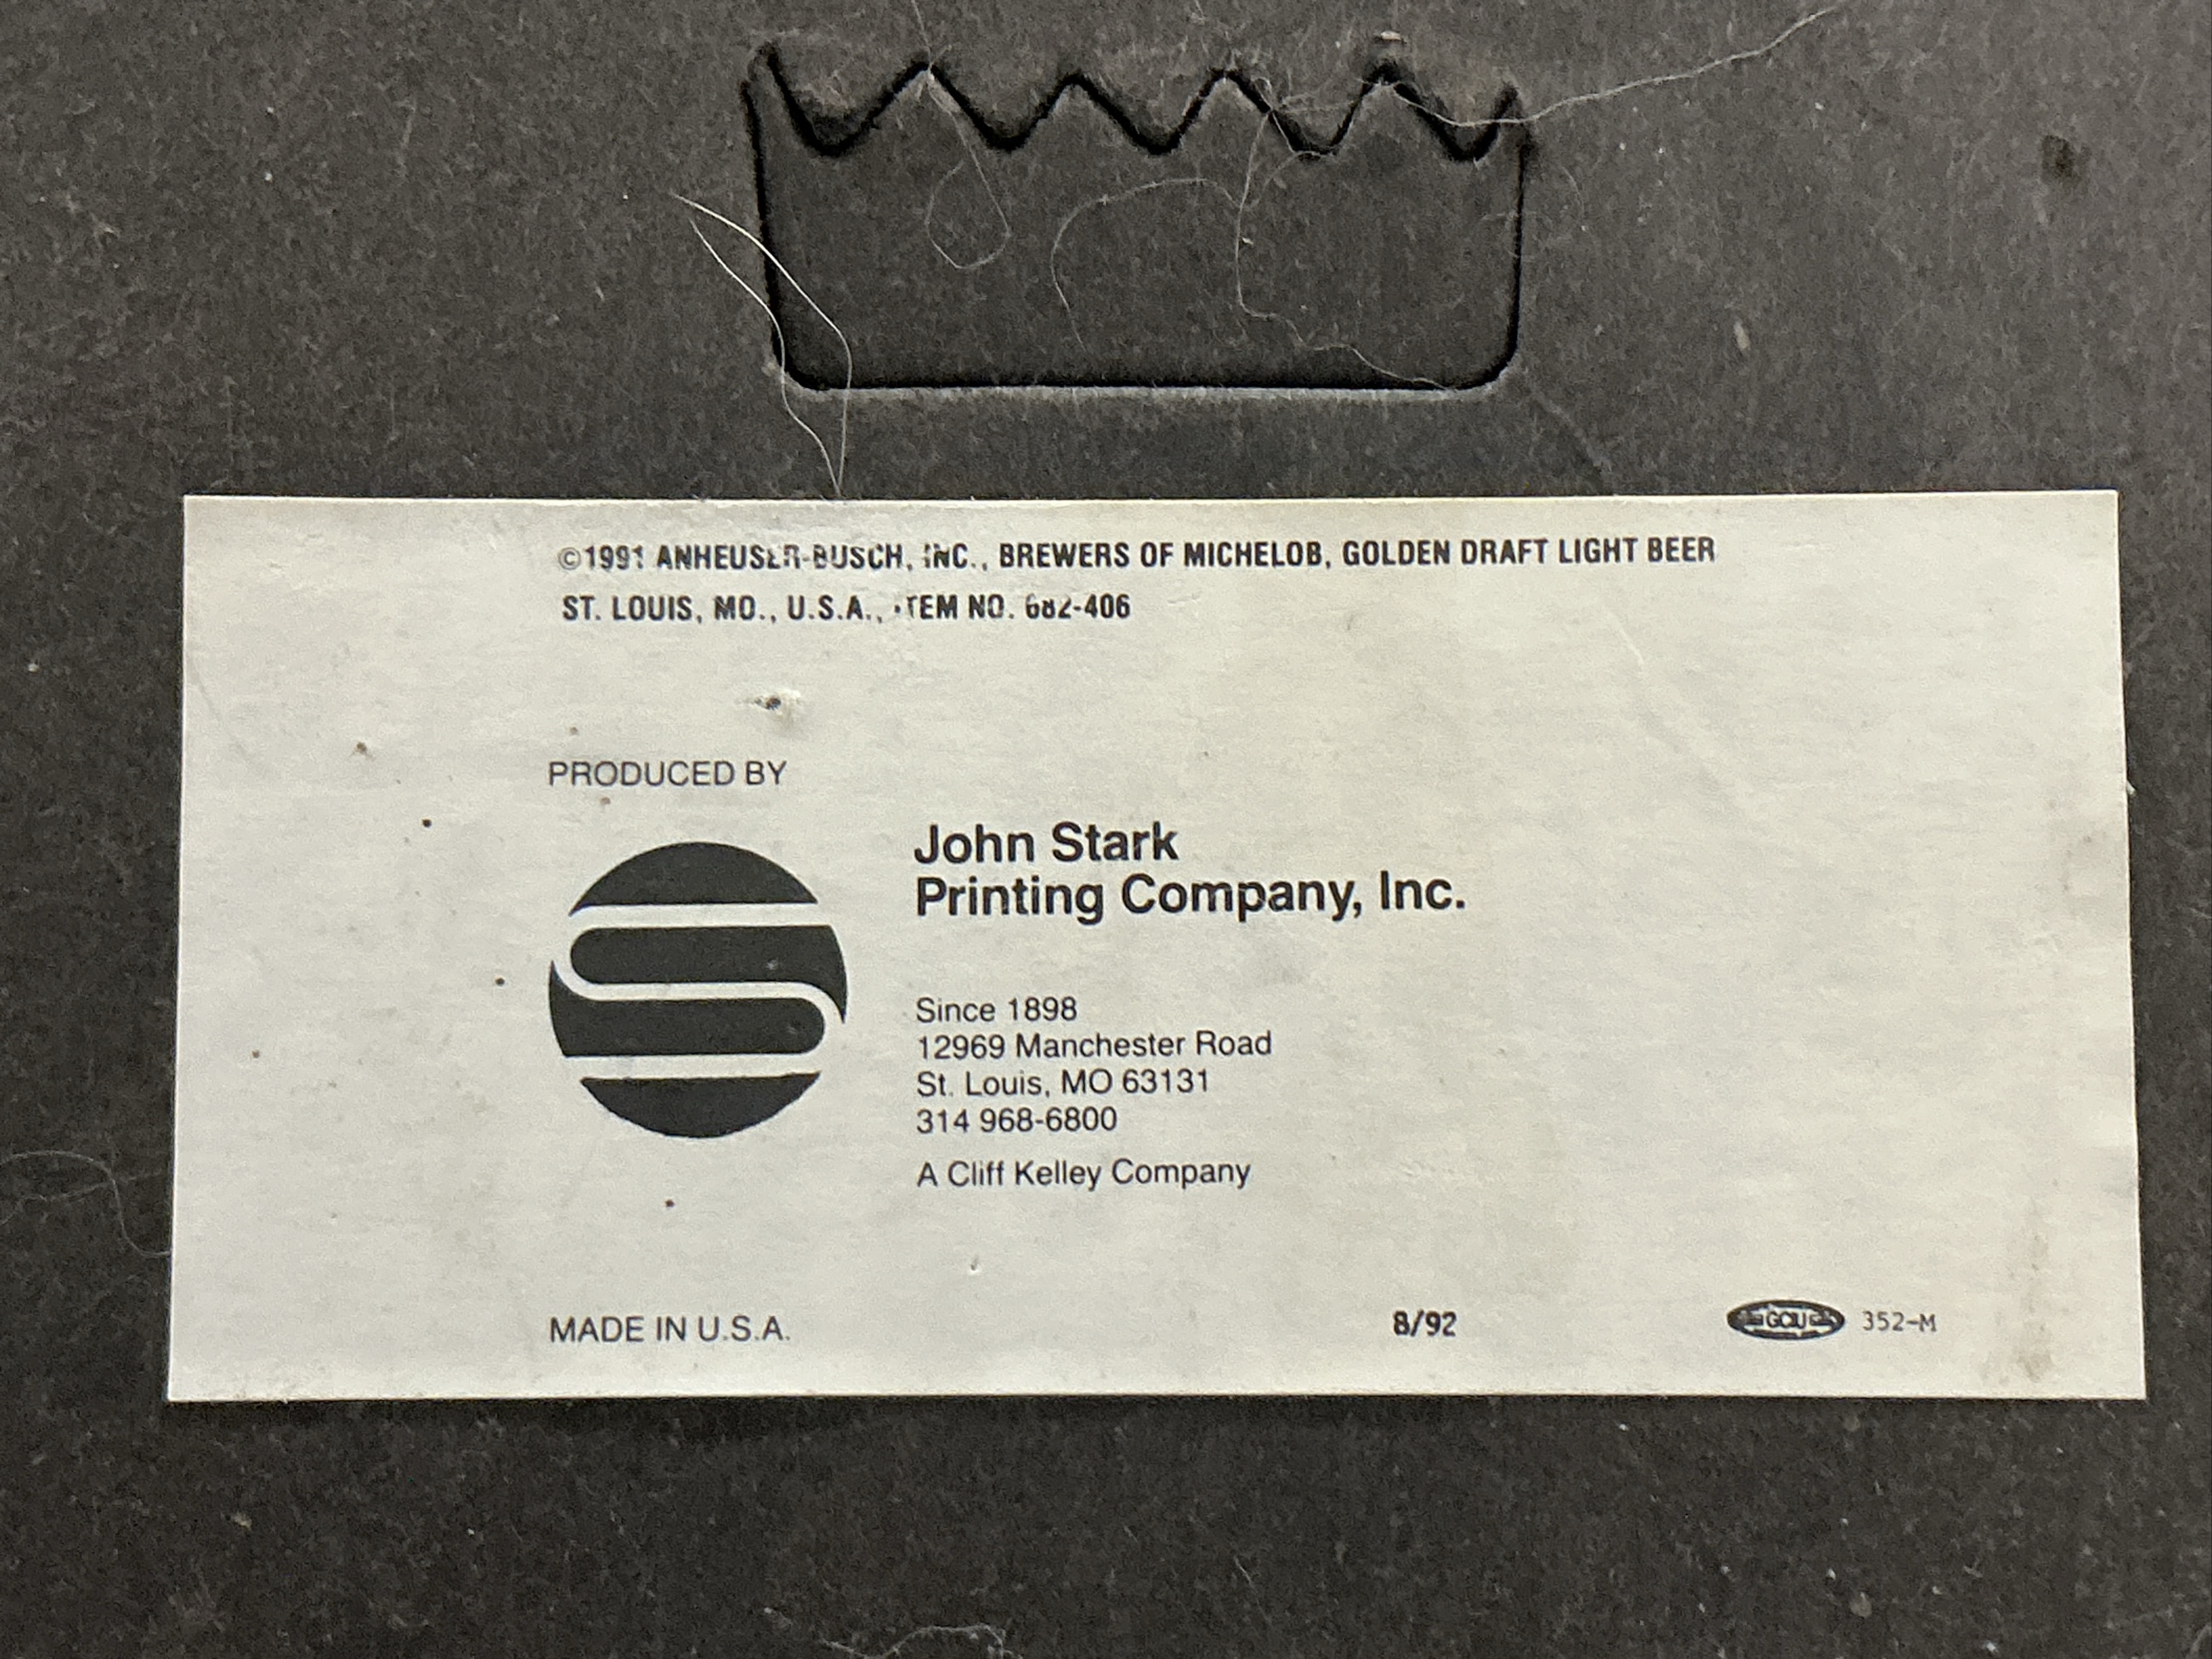 ©1991 ANHEUSER-BUSCH, INC., BREWERS OF MICHELOB, GOLDEN DRAFT LIGHT BEER
ST. LOUIS, MO., U.S.A., ITEM NO. 682-406
PRODUCED BY
John Stark
Printing Company, Inc.
Since 1898
12969 Manchester Road
St. Louis, MO 63131
314 968-6800
A Cliff Kelley Company
MADE IN U.S.A. 8/92 GCIU 352-M